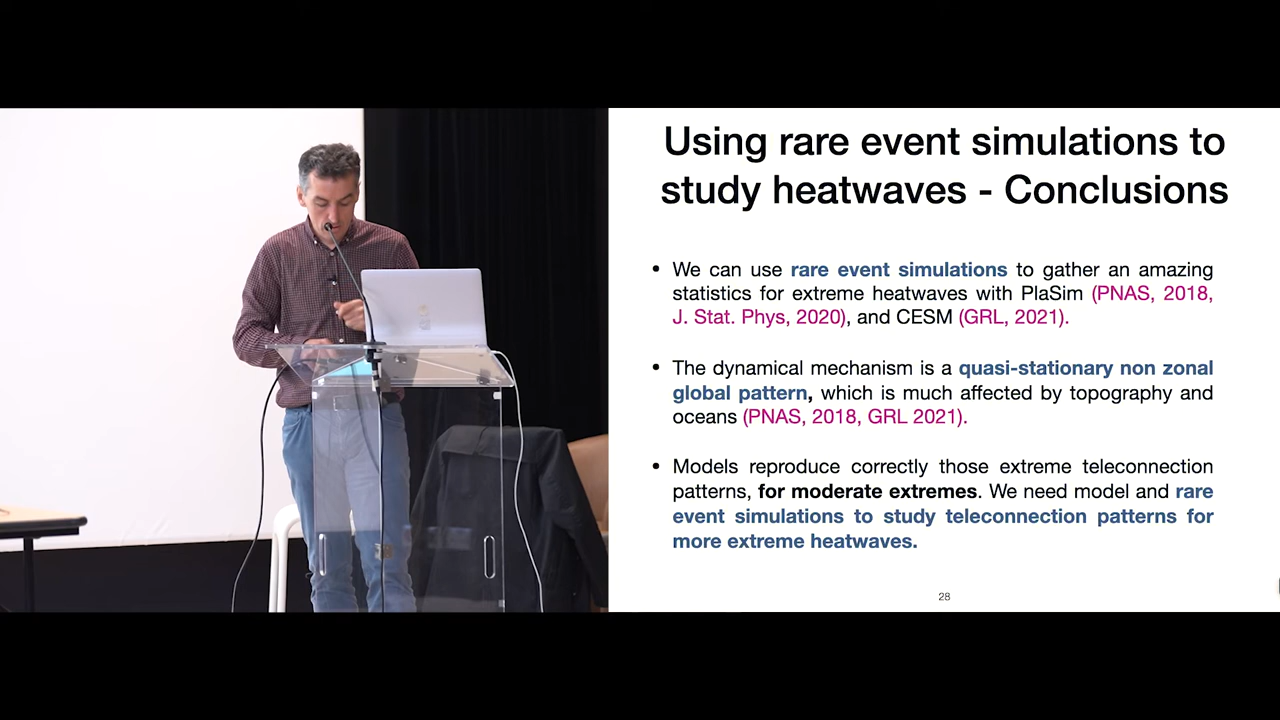 Using rare event simulations to
study heatwaves - Conclusions
• We can use rare event simulations to gather an amazing
statistics for extreme heatwaves with PlaSim (PNAS, 2018,
J. Stat. Phys, 2020), and CESM (GRL, 2021).
• The dynamical mechanism is a quasi-stationary non zonal
global pattern, which is much affected by topography and
oceans (PNAS, 2018, GRL 2021).
• Models reproduce correctly those extreme teleconnection
patterns, for moderate extremes. We need model and rare
event simulations to study teleconnection patterns for
more extreme heatwaves.
28